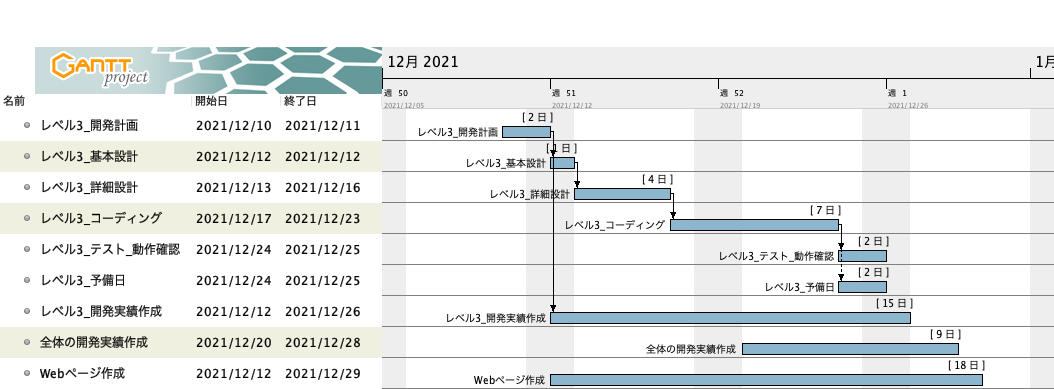 GANTT
project
12月 2021
1月
週 50
週 51
週 52
週 1
2021/12/05
2021/12/12
2021/12/19
2021/12/26
名前 開始日 終了日
レベル3_開発計画 2021/12/10 2021/12/11
[ 2 日 ]
レベル3_開発計画
レベル3_基本設計 2021/12/12 2021/12/12
[ 1 日 ]
レベル3_基本設計
レベル3_詳細設計 2021/12/13 2021/12/16
[ 4 日 ]
レベル3_詳細設計
レベル3_コーディング 2021/12/17 2021/12/23
[ 7 日 ]
レベル3_コーディング
レベル3_テスト_動作確認 2021/12/24 2021/12/25
[ 2 日 ]
レベル3_テスト_動作確認
レベル3_予備日 2021/12/24 2021/12/25
[ 2 日 ]
レベル3_予備日
レベル3_開発実績作成 2021/12/12 2021/12/26
[ 15 日 ]
レベル3_開発実績作成
全体の開発実績作成 2021/12/20 2021/12/28
[ 9 日 ]
全体の開発実績作成
Webページ作成 2021/12/12 2021/12/29
[ 18 日 ]
Webページ作成